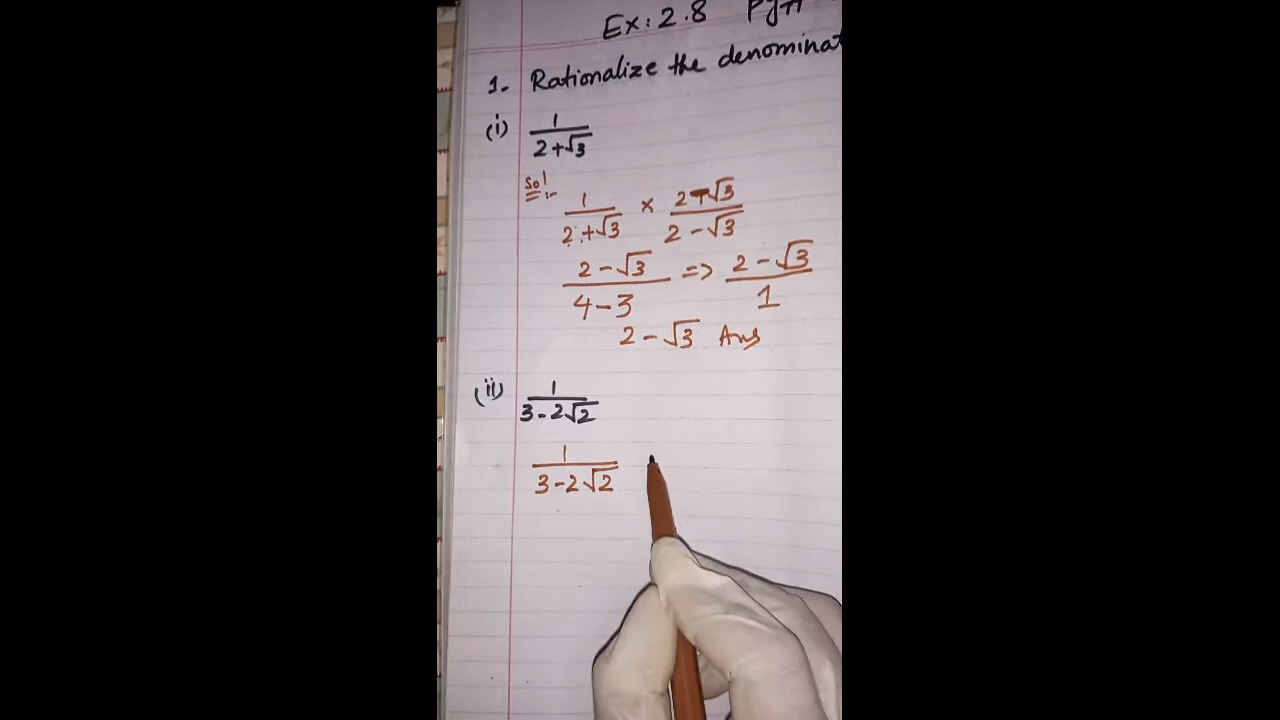 Ex: 2.8
1. Rationalize the denominat
(i) 1/(2+√3)
Sol:-
1/(2+√3) × (2-√3)/(2-√3)
(2-√3)/(4-3) => (2-√3)/1
2-√3 Ans
(ii) 1/(3-2√2)
1/(3-2√2)